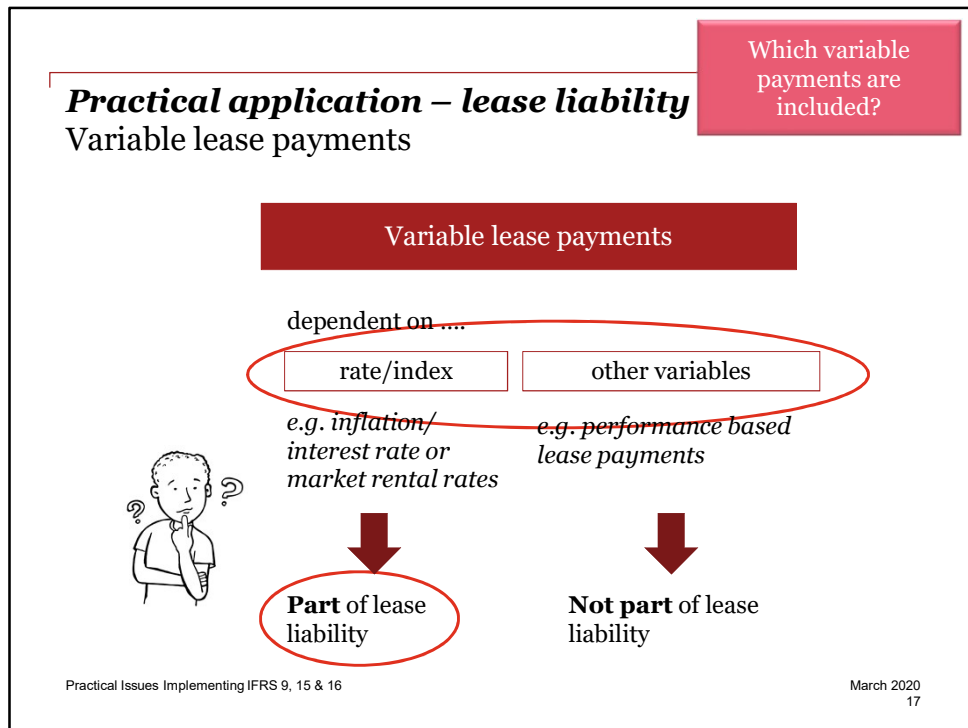 Which variable
payments are
included?
Practical application – lease liability
Variable lease payments
Variable lease payments
dependent on ....
rate/index
other variables
e.g. inflation/
interest rate or
market rental rates
e.g. performance based
lease payments
? ?
Part of lease
liability
Not part of lease
liability
Practical Issues Implementing IFRS 9, 15 & 16
March 2020
17